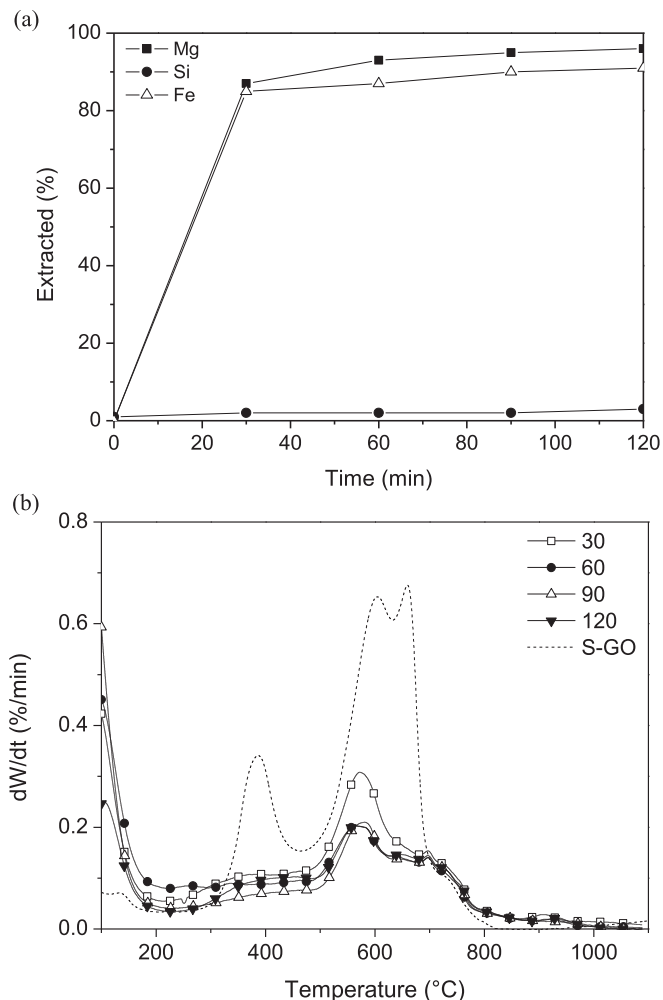 (a)
100
80
60
40
20
0
Extracted (%)
Mg
Si
Fe
0 20 40 60 80 100 120
Time (min)
(b)
0.8
0.6
0.4
0.2
0.0
dW/dt (%/min)
30
60
90
120
S-GO
200 400 600 800 1000
Temperature (°C)